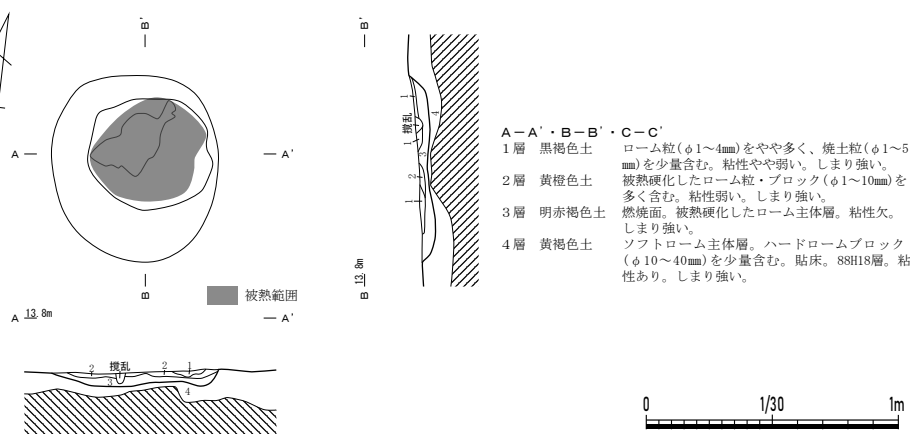 B'
B'
A
A'
B
被熱範囲
B 13.8m
1
攪乱
1
3
2
1
4
A 13.8m
A'
2 攪乱 2 1
3
4
A－A'・B－B'・C－C'
1層 黒褐色土 ローム粒(φ1～4㎜)をやや多く、焼土粒(φ1～5
㎜)を少量含む。粘性やや弱い。しまり強い。
2層 黄橙色土 被熱硬化したローム粒・ブロック(φ1～10㎜)を
多く含む。粘性弱い。しまり強い。
3層 明赤褐色土 燃焼面。被熱硬化したローム主体層。粘性欠。
しまり強い。
4層 黄褐色土 ソフトローム主体層。ハードロームブロック
(φ10～40㎜)を少量含む。貼床。88H18層。粘
性あり。しまり強い。
0 1/30 1m